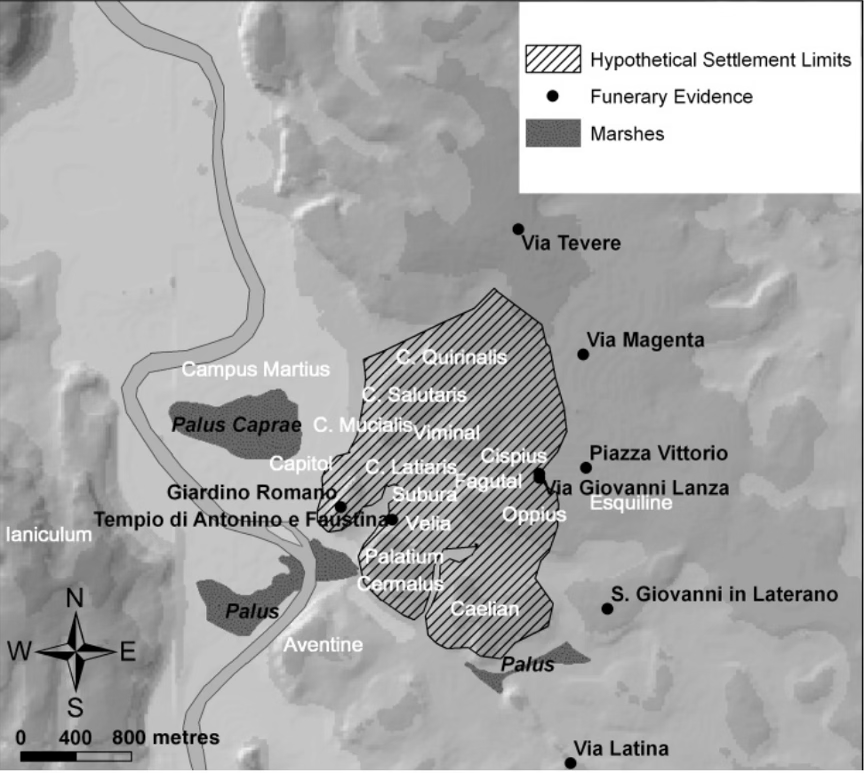 Hypothetical Settlement Limits
Funerary Evidence
Marshes
Via Tevere
Via Magenta
C. Quirinalis
Campus Martius
C. Salutaris
Palus Caprae
C. Mucialis
Viminal
Cispius
Piazza Vittorio
Capitol
C. Latiaris
Fagutal
Via Giovanni Lanza
Giardino Romano
Subura
Esquiline
Oppius
Tempio di Antonino e Faustina
Velia
Ianiculum
Palatium
Cermalus
S. Giovanni in Laterano
N
Palus
Caelian
W
E
Aventine
Palus
S
0 400 800 metres
Via Latina